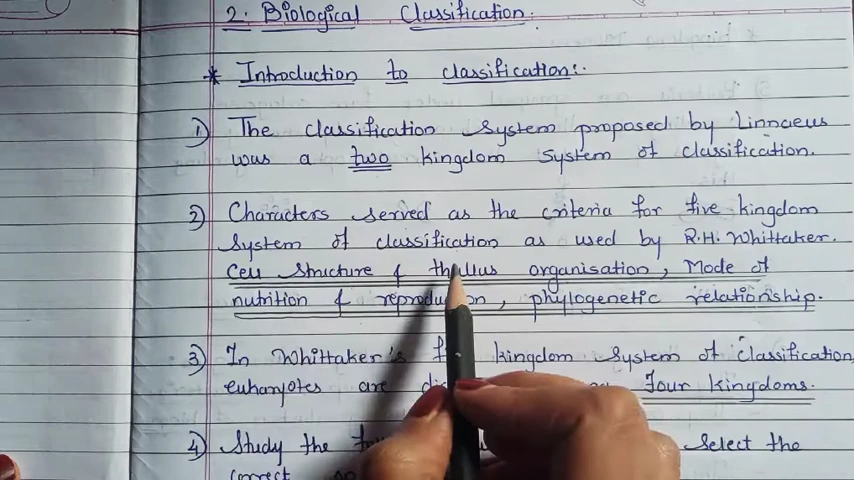 2. Biological Classification.
* Introduction to classification:-
1) The classification System proposed by Linnaeus
was a two kingdom System of classification.
2) Characters served as the criteria for five kingdom
System of classification as used by R.H. Whittaker.
Cell Structure & thallus organisation, Mode of
nutrition & reproduction, phylogenetic relationship.
3) In Whittaker's kingdom System of classification,
eukaryotes are four kingdoms.
4) Study the Select the
correct